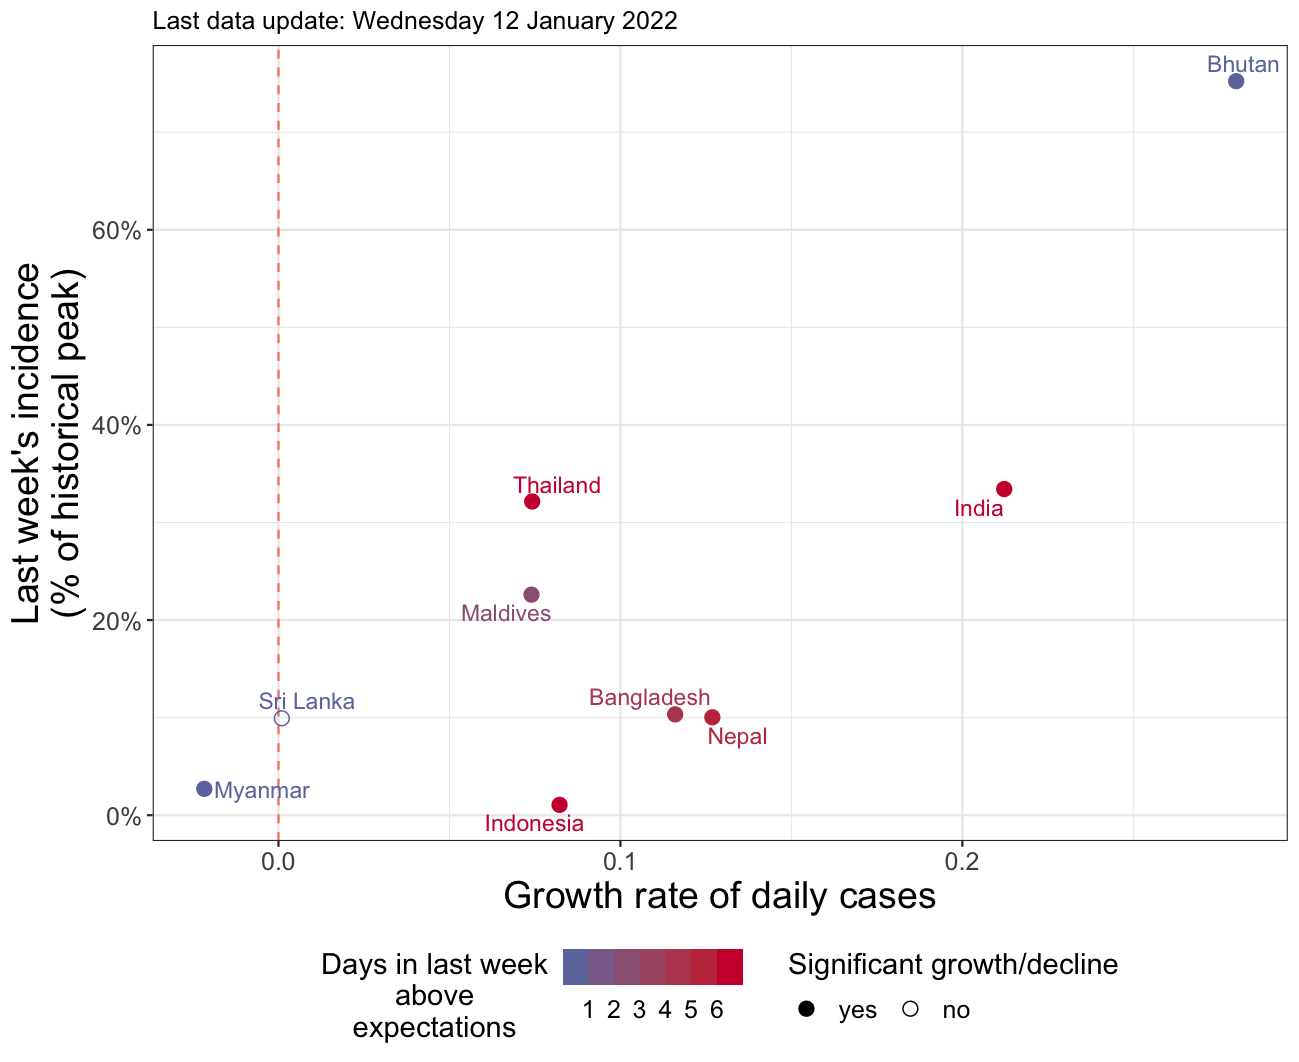 Last data update: Wednesday 12 January 2022
Bhutan
60%
40%
Thailand
India
Maldives
20%
Bangladesh
Sri Lanka
Nepal
Myanmar
0%
Indonesia
Last week's incidence
(% of historical peak)
0.0 0.1 0.2
Growth rate of daily cases
Days in last week
above
expectations
1 2 3 4 5 6
Significant growth/decline
yes no